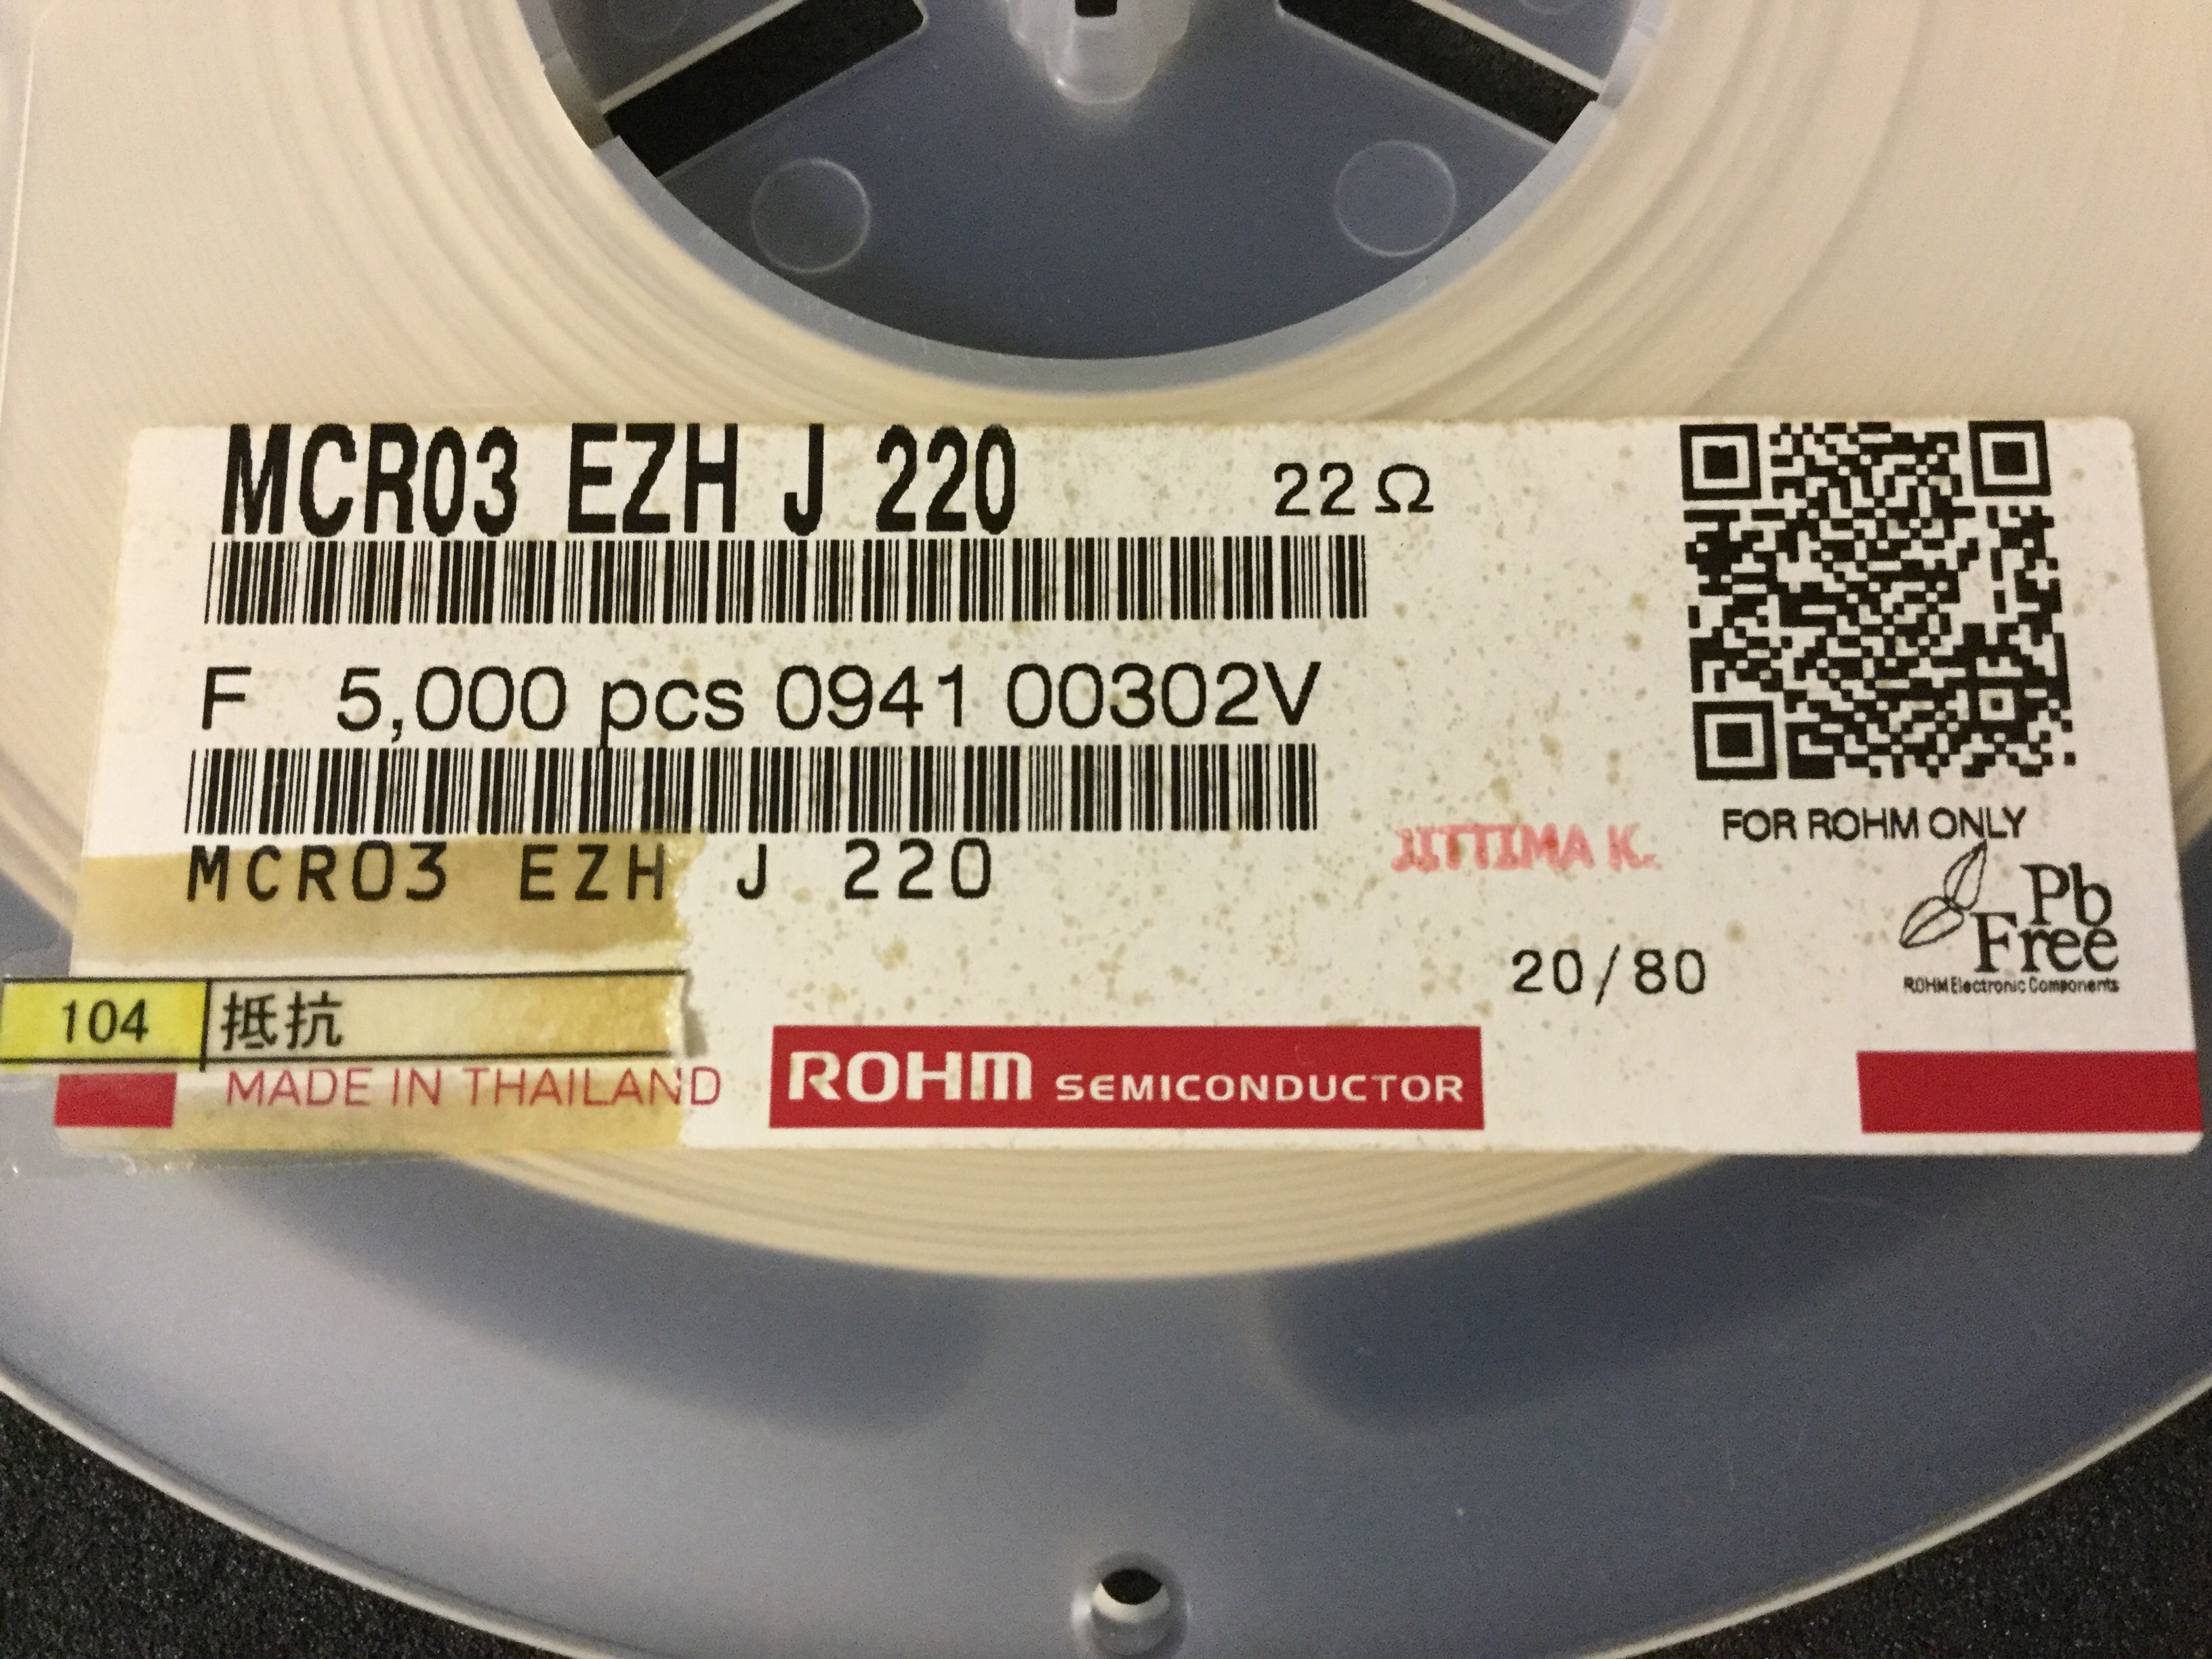 MCR03 EZH J 220 22Ω
F 5,000 pcs 0941 00302V
MCR03 EZH J 220
JITTIMA K.
FOR ROHM ONLY
Pb
Free
ROHM Electronic Components
20/80
104 抵抗
MADE IN THAILAND
ROHM SEMICONDUCTOR